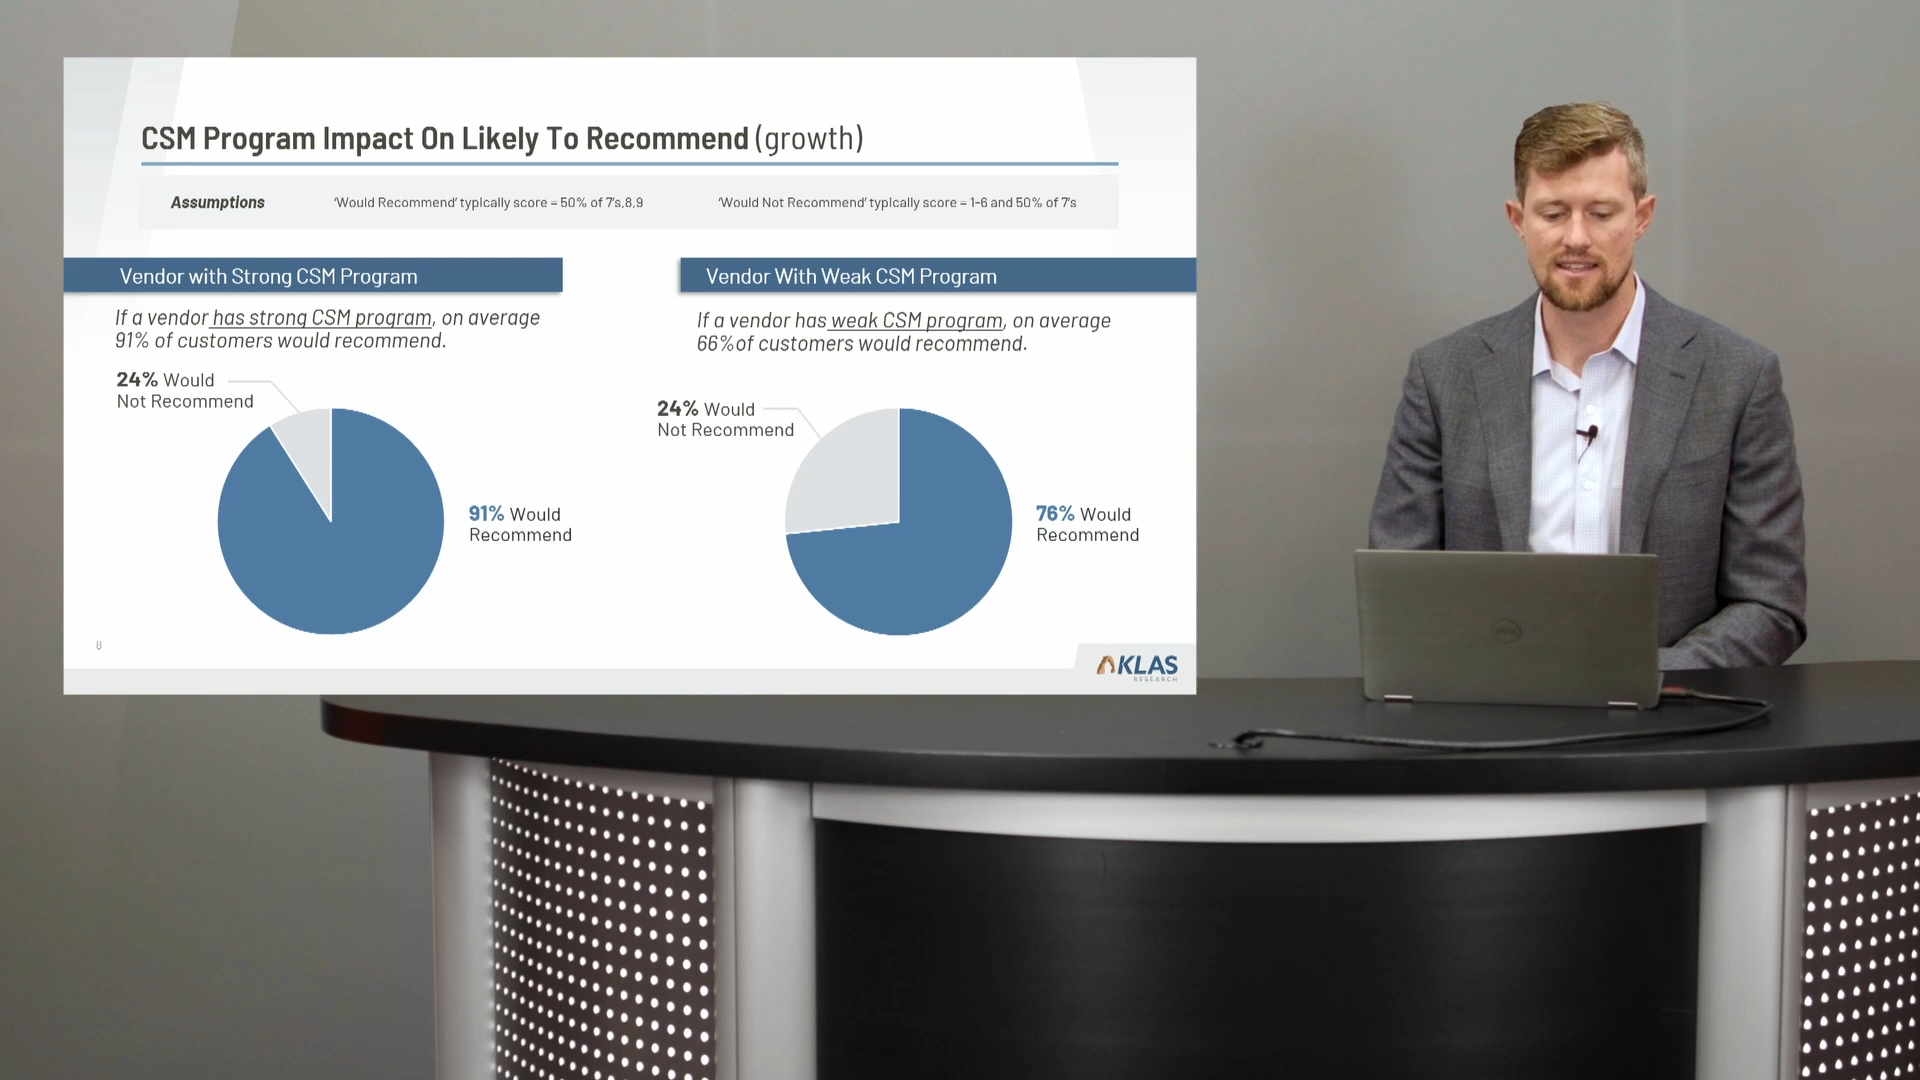 CSM Program Impact On Likely To Recommend (growth)
Assumptions
'Would Recommend' typically score = 50% of 7's,8,9
'Would Not Recommend' typically score = 1-6 and 50% of 7's
Vendor with Strong CSM Program
If a vendor has strong CSM program, on average
91% of customers would recommend.
24% Would
Not Recommend
91% Would
Recommend
Vendor With Weak CSM Program
If a vendor has weak CSM program, on average
66%of customers would recommend.
24% Would
Not Recommend
76% Would
Recommend
8
KLAS
RESEARCH
DELL